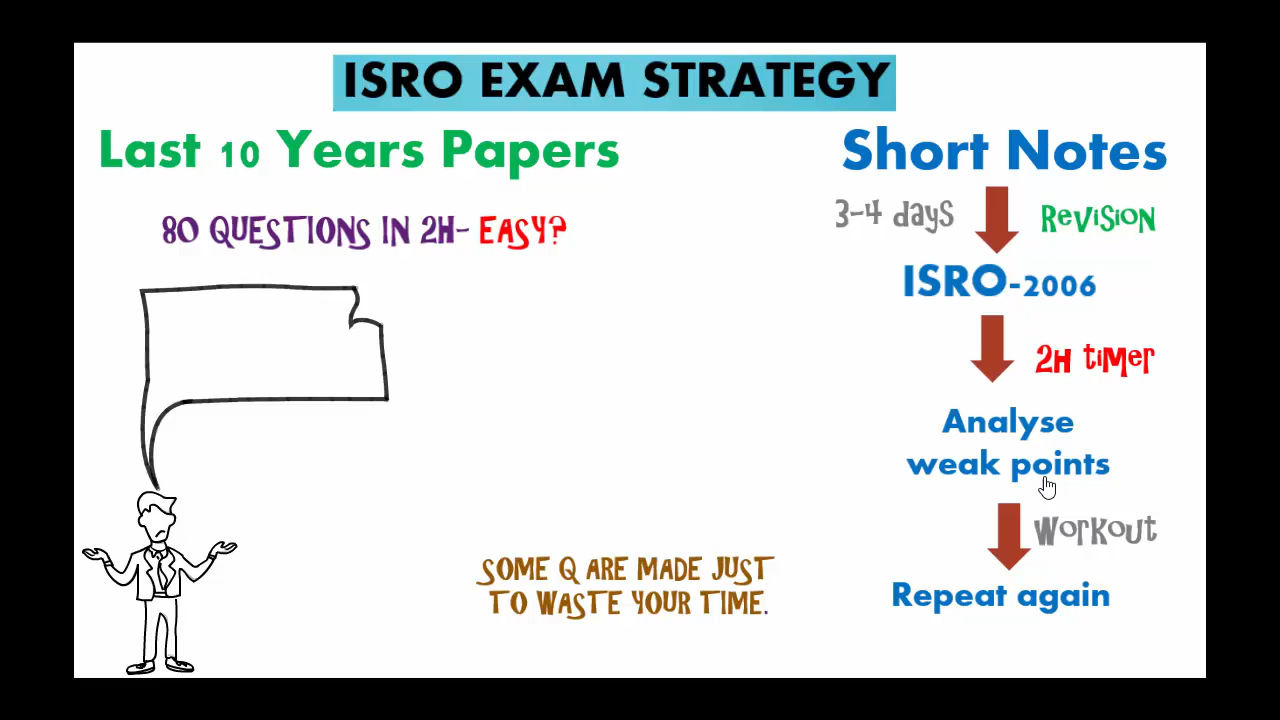 ISRO EXAM STRATEGY
Last 10 Years Papers
80 QUESTIONS IN 2H- EASY?
SOME Q ARE MADE JUST
TO WASTE YOUR TIME.
Short Notes
3-4 days
Revision
ISRO-2006
2H timer
Analyse
weak points
Workout
Repeat again